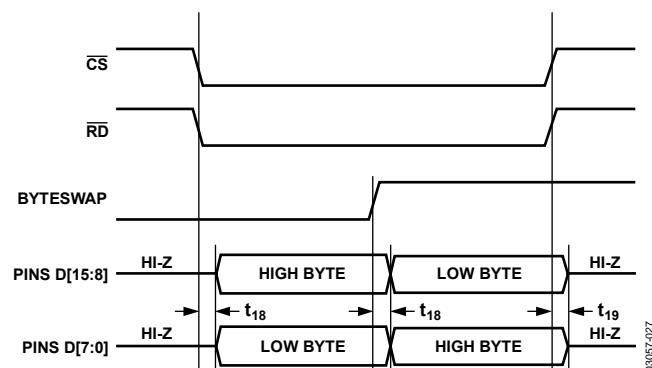 CS
RD
BYTESWAP
PINS D[15:8] HI-Z HIGH BYTE LOW BYTE HI-Z
t18 t18 t19
PINS D[7:0] HI-Z LOW BYTE HIGH BYTE HI-Z
03057-027